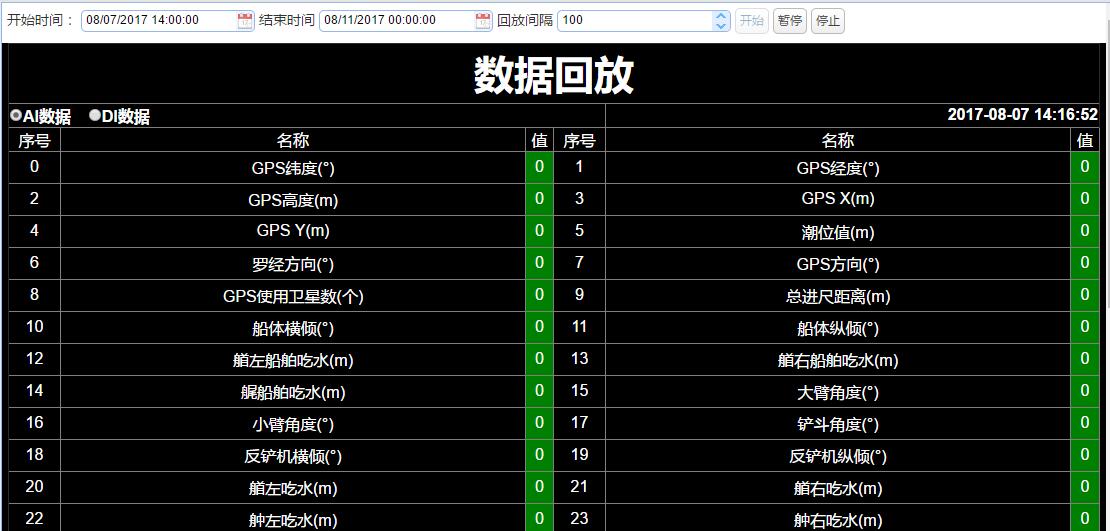 开始时间： 08/07/2017 14:00:00 结束时间 08/11/2017 00:00:00 回放间隔 100 开始 暂停 停止
数据回放
AI数据 DI数据 2017-08-07 14:16:52
序号 名称 值 序号 名称 值
0 GPS纬度(°) 0 1 GPS经度(°) 0
2 GPS高度(m) 0 3 GPS X(m) 0
4 GPS Y(m) 0 5 潮位值(m) 0
6 罗经方向(°) 0 7 GPS方向(°) 0
8 GPS使用卫星数(个) 0 9 总进尺距离(m) 0
10 船体横倾(°) 0 11 船体纵倾(°) 0
12 艏左船舶吃水(m) 0 13 艏右船舶吃水(m) 0
14 艉船舶吃水(m) 0 15 大臂角度(°) 0
16 小臂角度(°) 0 17 铲斗角度(°) 0
18 反铲机横倾(°) 0 19 反铲机纵倾(°) 0
20 艏左吃水(m) 0 21 艏右吃水(m) 0
22 舯左吃水(m) 0 23 舯右吃水(m) 0